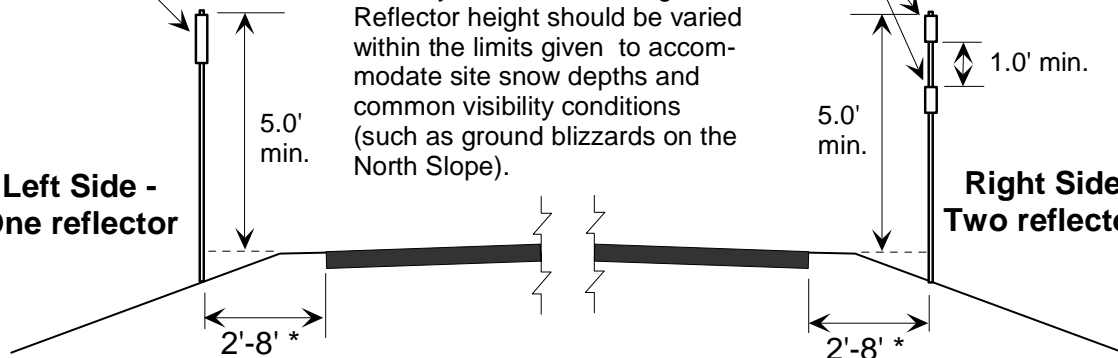 Reflector height should be varied
within the limits given to accom-
modate site snow depths and
common visibility conditions
(such as ground blizzards on the
North Slope).
5.0'
min.
Left Side -
One reflector
2'-8' *
1.0' min.
5.0'
min.
Right Side
2'-8' *
Two